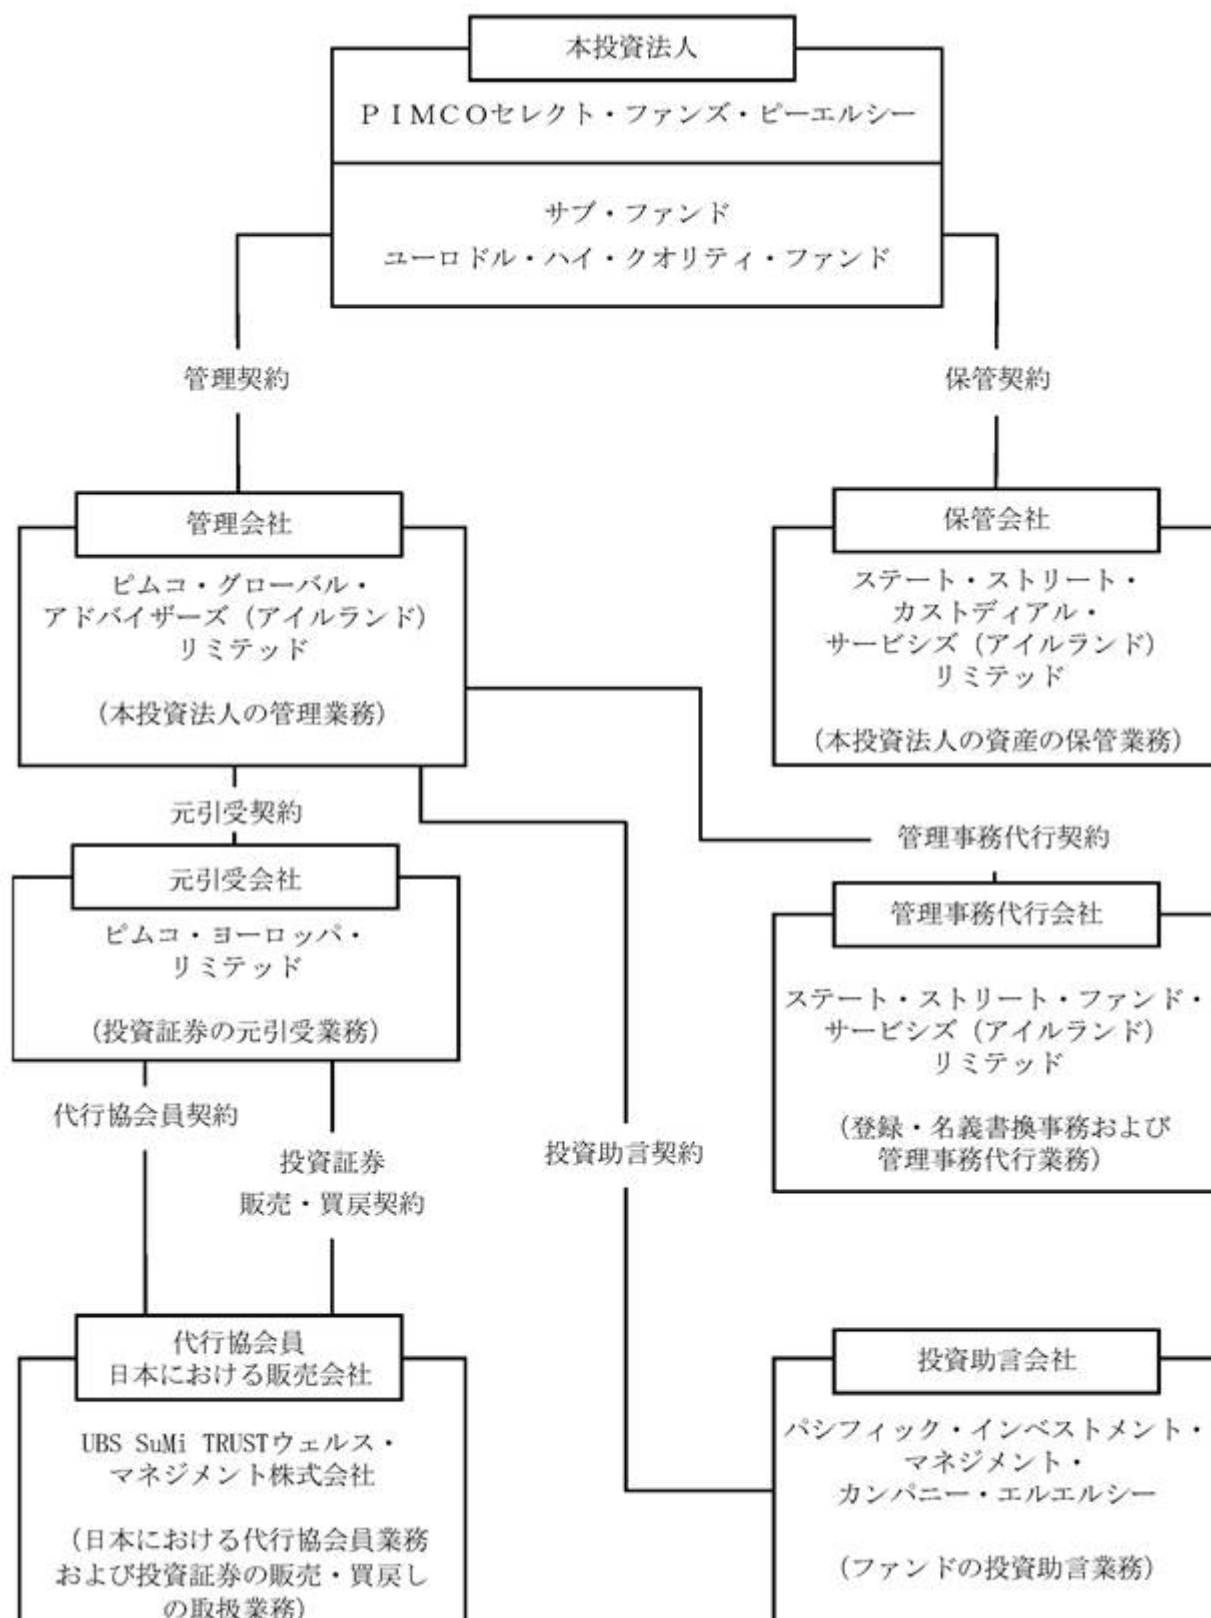 本投資法人
ＰＩＭＣＯセレクト・ファンズ・ピーエルシー
サブ・ファンド
ユーロドル・ハイ・クオリティ・ファンド
管理契約
保管契約
管理会社
ピムコ・グローバル・
アドバイザーズ（アイルランド）
リミテッド
（本投資法人の管理業務）
保管会社
ステート・ストリート・
カストディアル・
サービシズ（アイルランド）
リミテッド
（本投資法人の資産の保管業務）
元引受契約
管理事務代行契約
元引受会社
ピムコ・ヨーロッパ・
リミテッド
（投資証券の元引受業務）
管理事務代行会社
ステート・ストリート・ファンド・
サービシズ（アイルランド）
リミテッド
（登録・名義書換事務および
管理事務代行業務）
代行協会員契約
投資証券
販売・買戻契約
投資助言契約
代行協会員
日本における販売会社
UBS SuMi TRUSTウェルス・
マネジメント株式会社
（日本における代行協会員業務
および投資証券の販売・買戻し
の取扱業務）
投資助言会社
パシフィック・インベストメント・
マネジメント・
カンパニー・エルエルシー
（ファンドの投資助言業務）